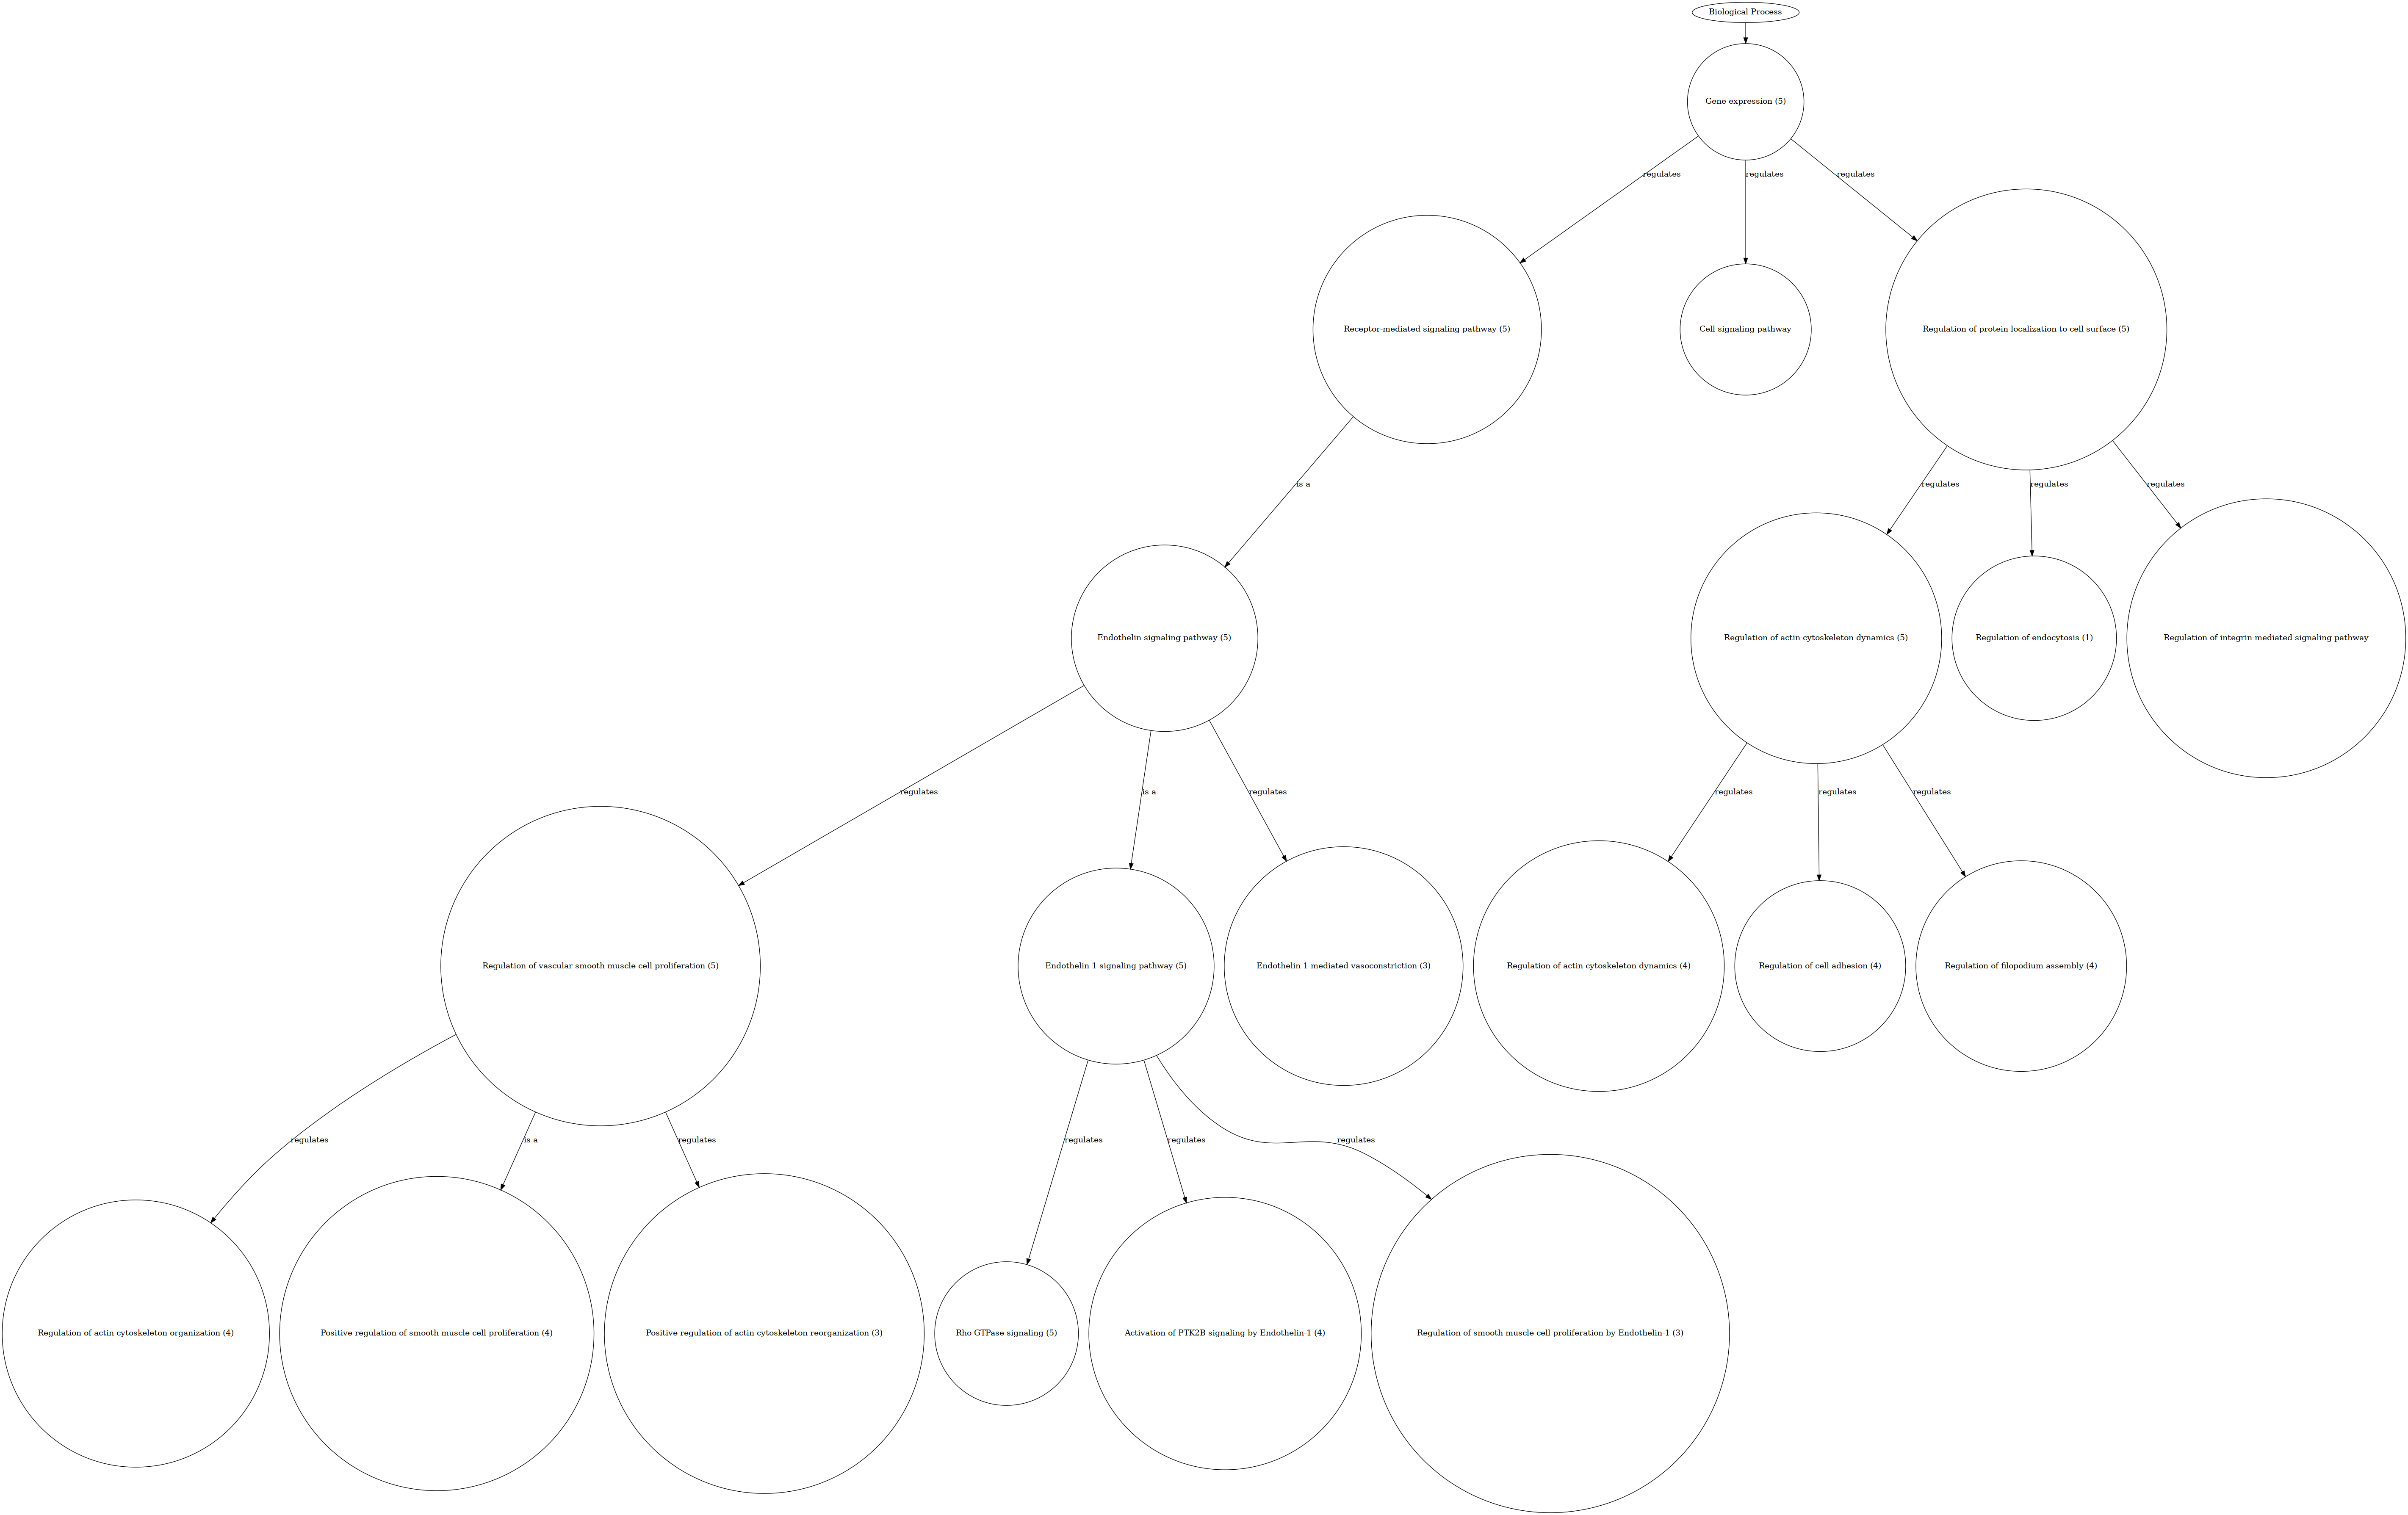 Biological Process
Gene expression (5)
regulates
regulates
regulates
Receptor-mediated signaling pathway (5)
Cell signaling pathway
Regulation of protein localization to cell surface (5)
is a
regulates
regulates
regulates
Endothelin signaling pathway (5)
Regulation of actin cytoskeleton dynamics (5)
Regulation of endocytosis (1)
Regulation of integrin-mediated signaling pathway
regulates
is a
regulates
regulates
regulates
regulates
Regulation of vascular smooth muscle cell proliferation (5)
Endothelin-1 signaling pathway (5)
Endothelin-1-mediated vasoconstriction (3)
Regulation of actin cytoskeleton dynamics (4)
Regulation of cell adhesion (4)
Regulation of filopodium assembly (4)
regulates
is a
regulates
regulates
regulates
regulates
Regulation of actin cytoskeleton organization (4)
Positive regulation of smooth muscle cell proliferation (4)
Positive regulation of actin cytoskeleton reorganization (3)
Rho GTPase signaling (5)
Activation of PTK2B signaling by Endothelin-1 (4)
Regulation of smooth muscle cell proliferation by Endothelin-1 (3)